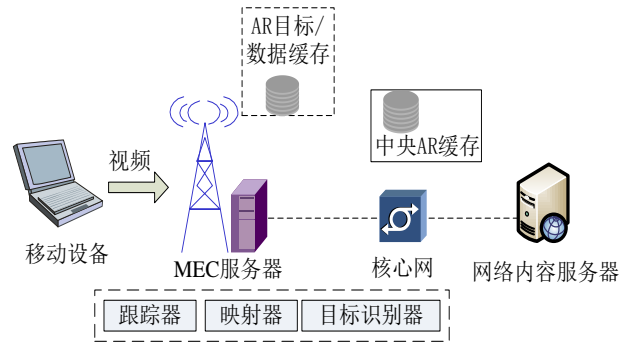 AR目标/
数据缓存
中央AR缓存
视频
移动设备
MEC服务器
核心网
网络内容服务器
跟踪器
映射器
目标识别器